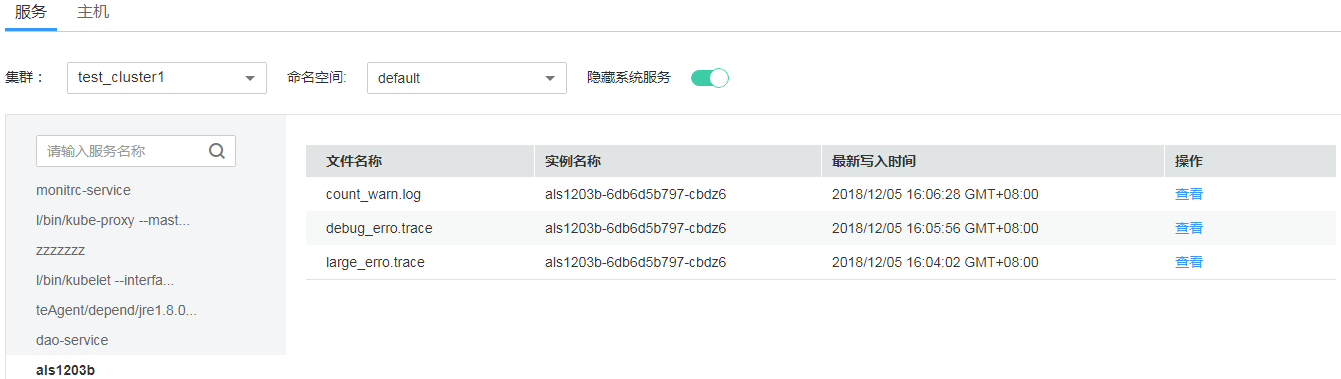 服务 主机
集群： test_cluster1 命名空间: default 隐藏系统服务
请输入服务名称
monitrc-service
l/bin/kube-proxy --mast...
zzzzzzz
l/bin/kubelet --interfa...
teAgent/depend/jre1.8.0...
dao-service
als1203b
文件名称 实例名称 最新写入时间 操作
count_warn.log als1203b-6db6d5b797-cbdz6 2018/12/05 16:06:28 GMT+08:00 查看
debug_erro.trace als1203b-6db6d5b797-cbdz6 2018/12/05 16:05:56 GMT+08:00 查看
large_erro.trace als1203b-6db6d5b797-cbdz6 2018/12/05 16:04:02 GMT+08:00 查看